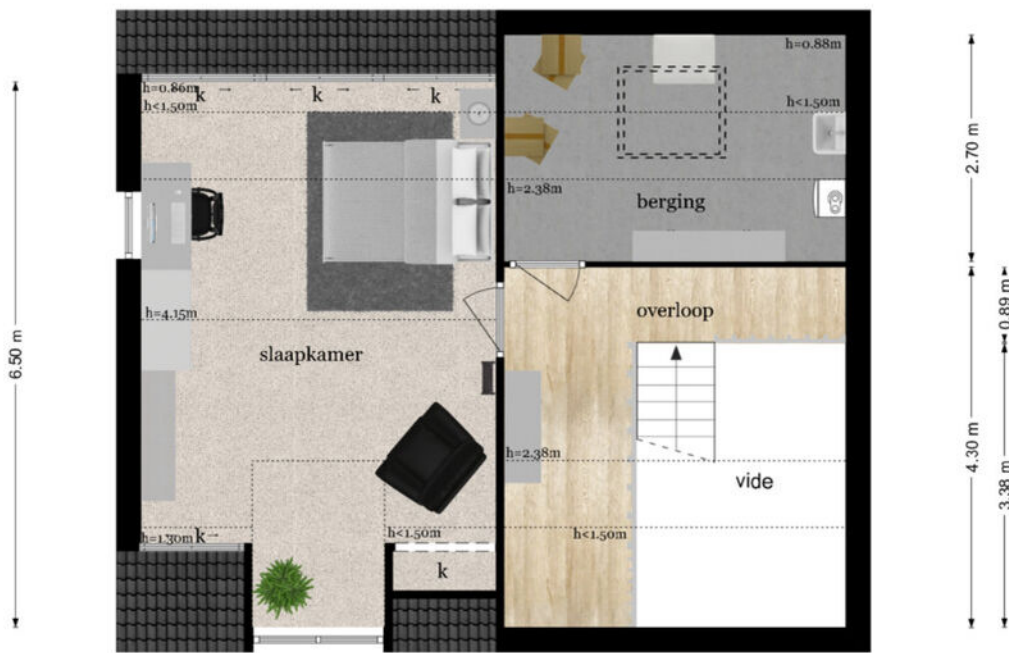 h=0.88m
h=0.86m
k
k
k
h<1.50m
h<1.50m
2.70 m
h=2.38m
berging
6.50 m
0.89 m
overloop
h=4.15m
slaapkamer
4.30 m
h=2.38m
vide
3.38 m
h<1.50m
h<1.50m
h=1.30m
k
k